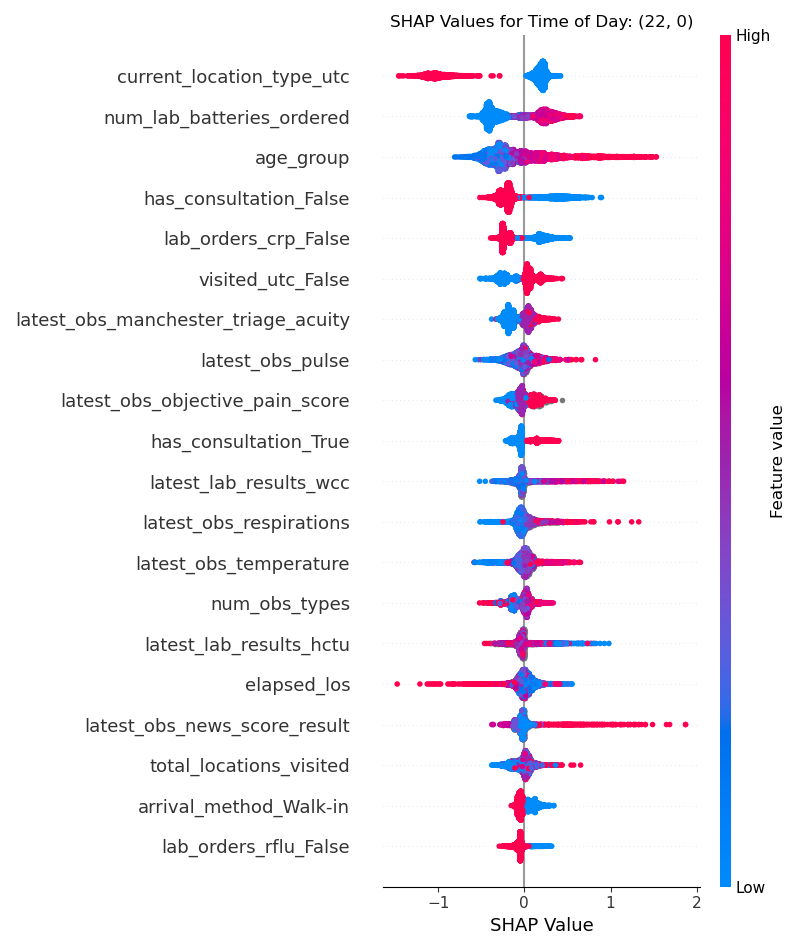 SHAP Values for Time of Day: (22, 0)
High
current_location_type_utc
num_lab_batteries_ordered
age_group
has_consultation_False
lab_orders_crp_False
visited_utc_False
latest_obs_manchester_triage_acuity
latest_obs_pulse
latest_obs_objective_pain_score
has_consultation_True
latest_lab_results_wcc
latest_obs_respirations
latest_obs_temperature
num_obs_types
latest_lab_results_hctu
elapsed_los
latest_obs_news_score_result
total_locations_visited
arrival_method_Walk-in
lab_orders_rflu_False
Feature value
Low
−1 0 1 2
SHAP Value